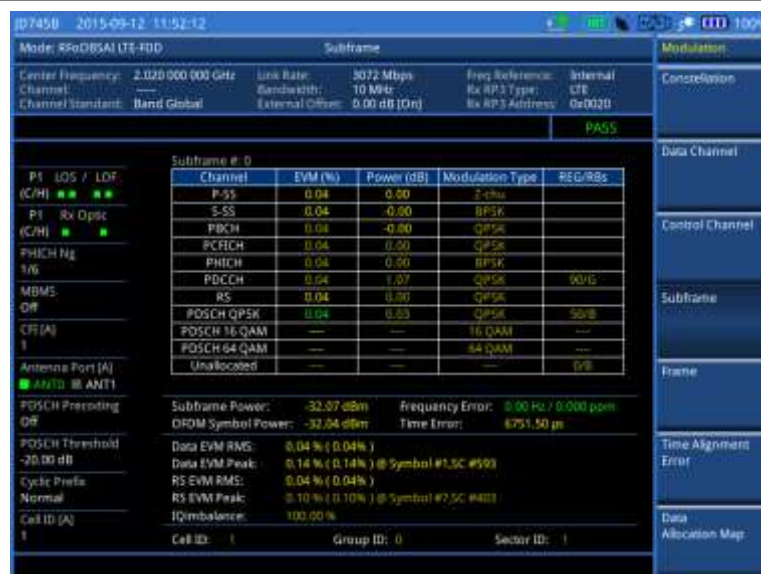 JD745B 2015-09-12 11:52:12 100%
Mode: RFoOBSAI LTE-FDD Subframe
Center Frequency: 2.020 000 000 GHz Link Rate: 3072 Mbps Freq Reference: Internal
Channel: ---- Bandwidth: 10 MHz Rx RP3 Type: LTE
Channel Standard: Band Global External Offset: 0.00 dB [On] Rx RP3 Address: 0x0020
PASS
P1 LOS / LOF
(C/H)
P1 Rx Optic
(C/H)
PHICH Ng
1/6
MBMS
Off
CFI [A]
1
Antenna Port [A]
ANT0 ANT1
PDSCH Precoding
Off
PDSCH Threshold
-20.00 dB
Cyclic Prefix
Normal
Cell ID [A]
1
Subframe #: 0
Channel EVM (%) Power (dB) Modulation Type REG/RBs
P-SS 0.04 0.00 Z-chu
S-SS 0.04 -0.00 BPSK
PBCH 0.04 -0.00 QPSK
PCFICH 0.04 0.00 QPSK
PHICH 0.04 0.00 BPSK
PDCCH 0.04 1.07 QPSK 90/G
RS 0.04 0.00 QPSK
PDSCH QPSK 0.04 0.03 QPSK 50/B
PDSCH 16 QAM ---- ---- 16 QAM ----
PDSCH 64 QAM ---- ---- 64 QAM ----
Unallocated ---- ---- ---- 0/B
Subframe Power: -32.07 dBm Frequency Error: 0.00 Hz / 0.000 ppm
OFDM Symbol Power: -32.04 dBm Time Error: 6751.50 µs
Data EVM RMS: 0.04 % ( 0.04% )
Data EVM Peak: 0.14 % ( 0.14% ) @ Symbol #1,SC #593
RS EVM RMS: 0.04 % ( 0.04% )
RS EVM Peak: 0.10 % ( 0.10% ) @ Symbol #7,SC #403
IQimbalance: 100.00 %
Cell ID: 1 Group ID: 0 Sector ID: 1
Modulation
Constellation
Data Channel
Control Channel
Subframe
Frame
Time Alignment
Error
Data
Allocation Map